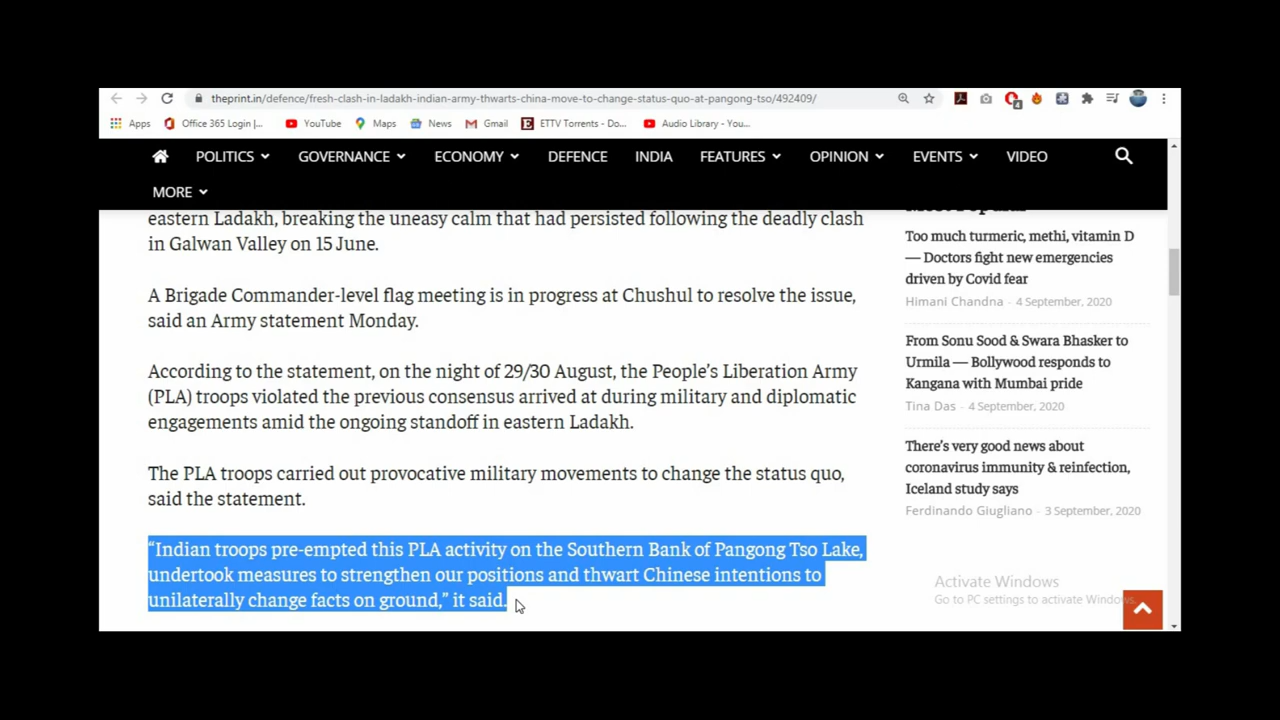 theprint.in/defence/fresh-clash-in-ladakh-indian-army-thwarts-china-move-to-change-status-quo-at-pangong-tso/492409/
Apps Office 365 Login |... YouTube Maps News Gmail ETTV Torrents - Do... Audio Library - You...
POLITICS GOVERNANCE ECONOMY DEFENCE INDIA FEATURES OPINION EVENTS VIDEO
MORE
eastern Ladakh, breaking the uneasy calm that had persisted following the deadly clash
in Galwan Valley on 15 June.
A Brigade Commander-level flag meeting is in progress at Chushul to resolve the issue,
said an Army statement Monday.
According to the statement, on the night of 29/30 August, the People’s Liberation Army
(PLA) troops violated the previous consensus arrived at during military and diplomatic
engagements amid the ongoing standoff in eastern Ladakh.
The PLA troops carried out provocative military movements to change the status quo,
said the statement.
“Indian troops pre-empted this PLA activity on the Southern Bank of Pangong Tso Lake,
undertook measures to strengthen our positions and thwart Chinese intentions to
unilaterally change facts on ground,” it said.
Most Popular
Too much turmeric, methi, vitamin D
— Doctors fight new emergencies
driven by Covid fear
Himani Chandna - 4 September, 2020
From Sonu Sood & Swara Bhasker to
Urmila — Bollywood responds to
Kangana with Mumbai pride
Tina Das - 4 September, 2020
There’s very good news about
coronavirus immunity & reinfection,
Iceland study says
Ferdinando Giugliano - 3 September, 2020
Activate Windows
Go to PC settings to activate Windows.